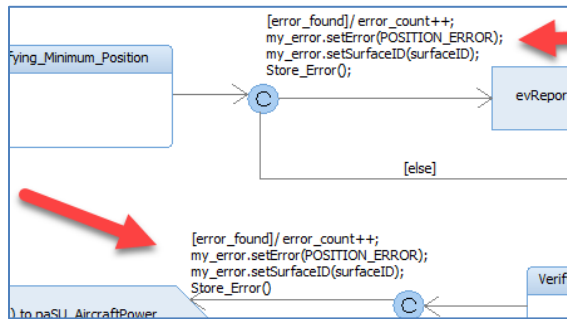 [error_found]/ error_count++;
my_error.setError(POSITION_ERROR);
my_error.setSurfaceID(surfaceID);
Store_Error();
fying_Minimum_Position
C
evRepor
[else]
[error_found]/ error_count++;
my_error.setError(POSITION_ERROR);
my_error.setSurfaceID(surfaceID);
Store_Error()
Verif
C
) to paSU_AircraftPower